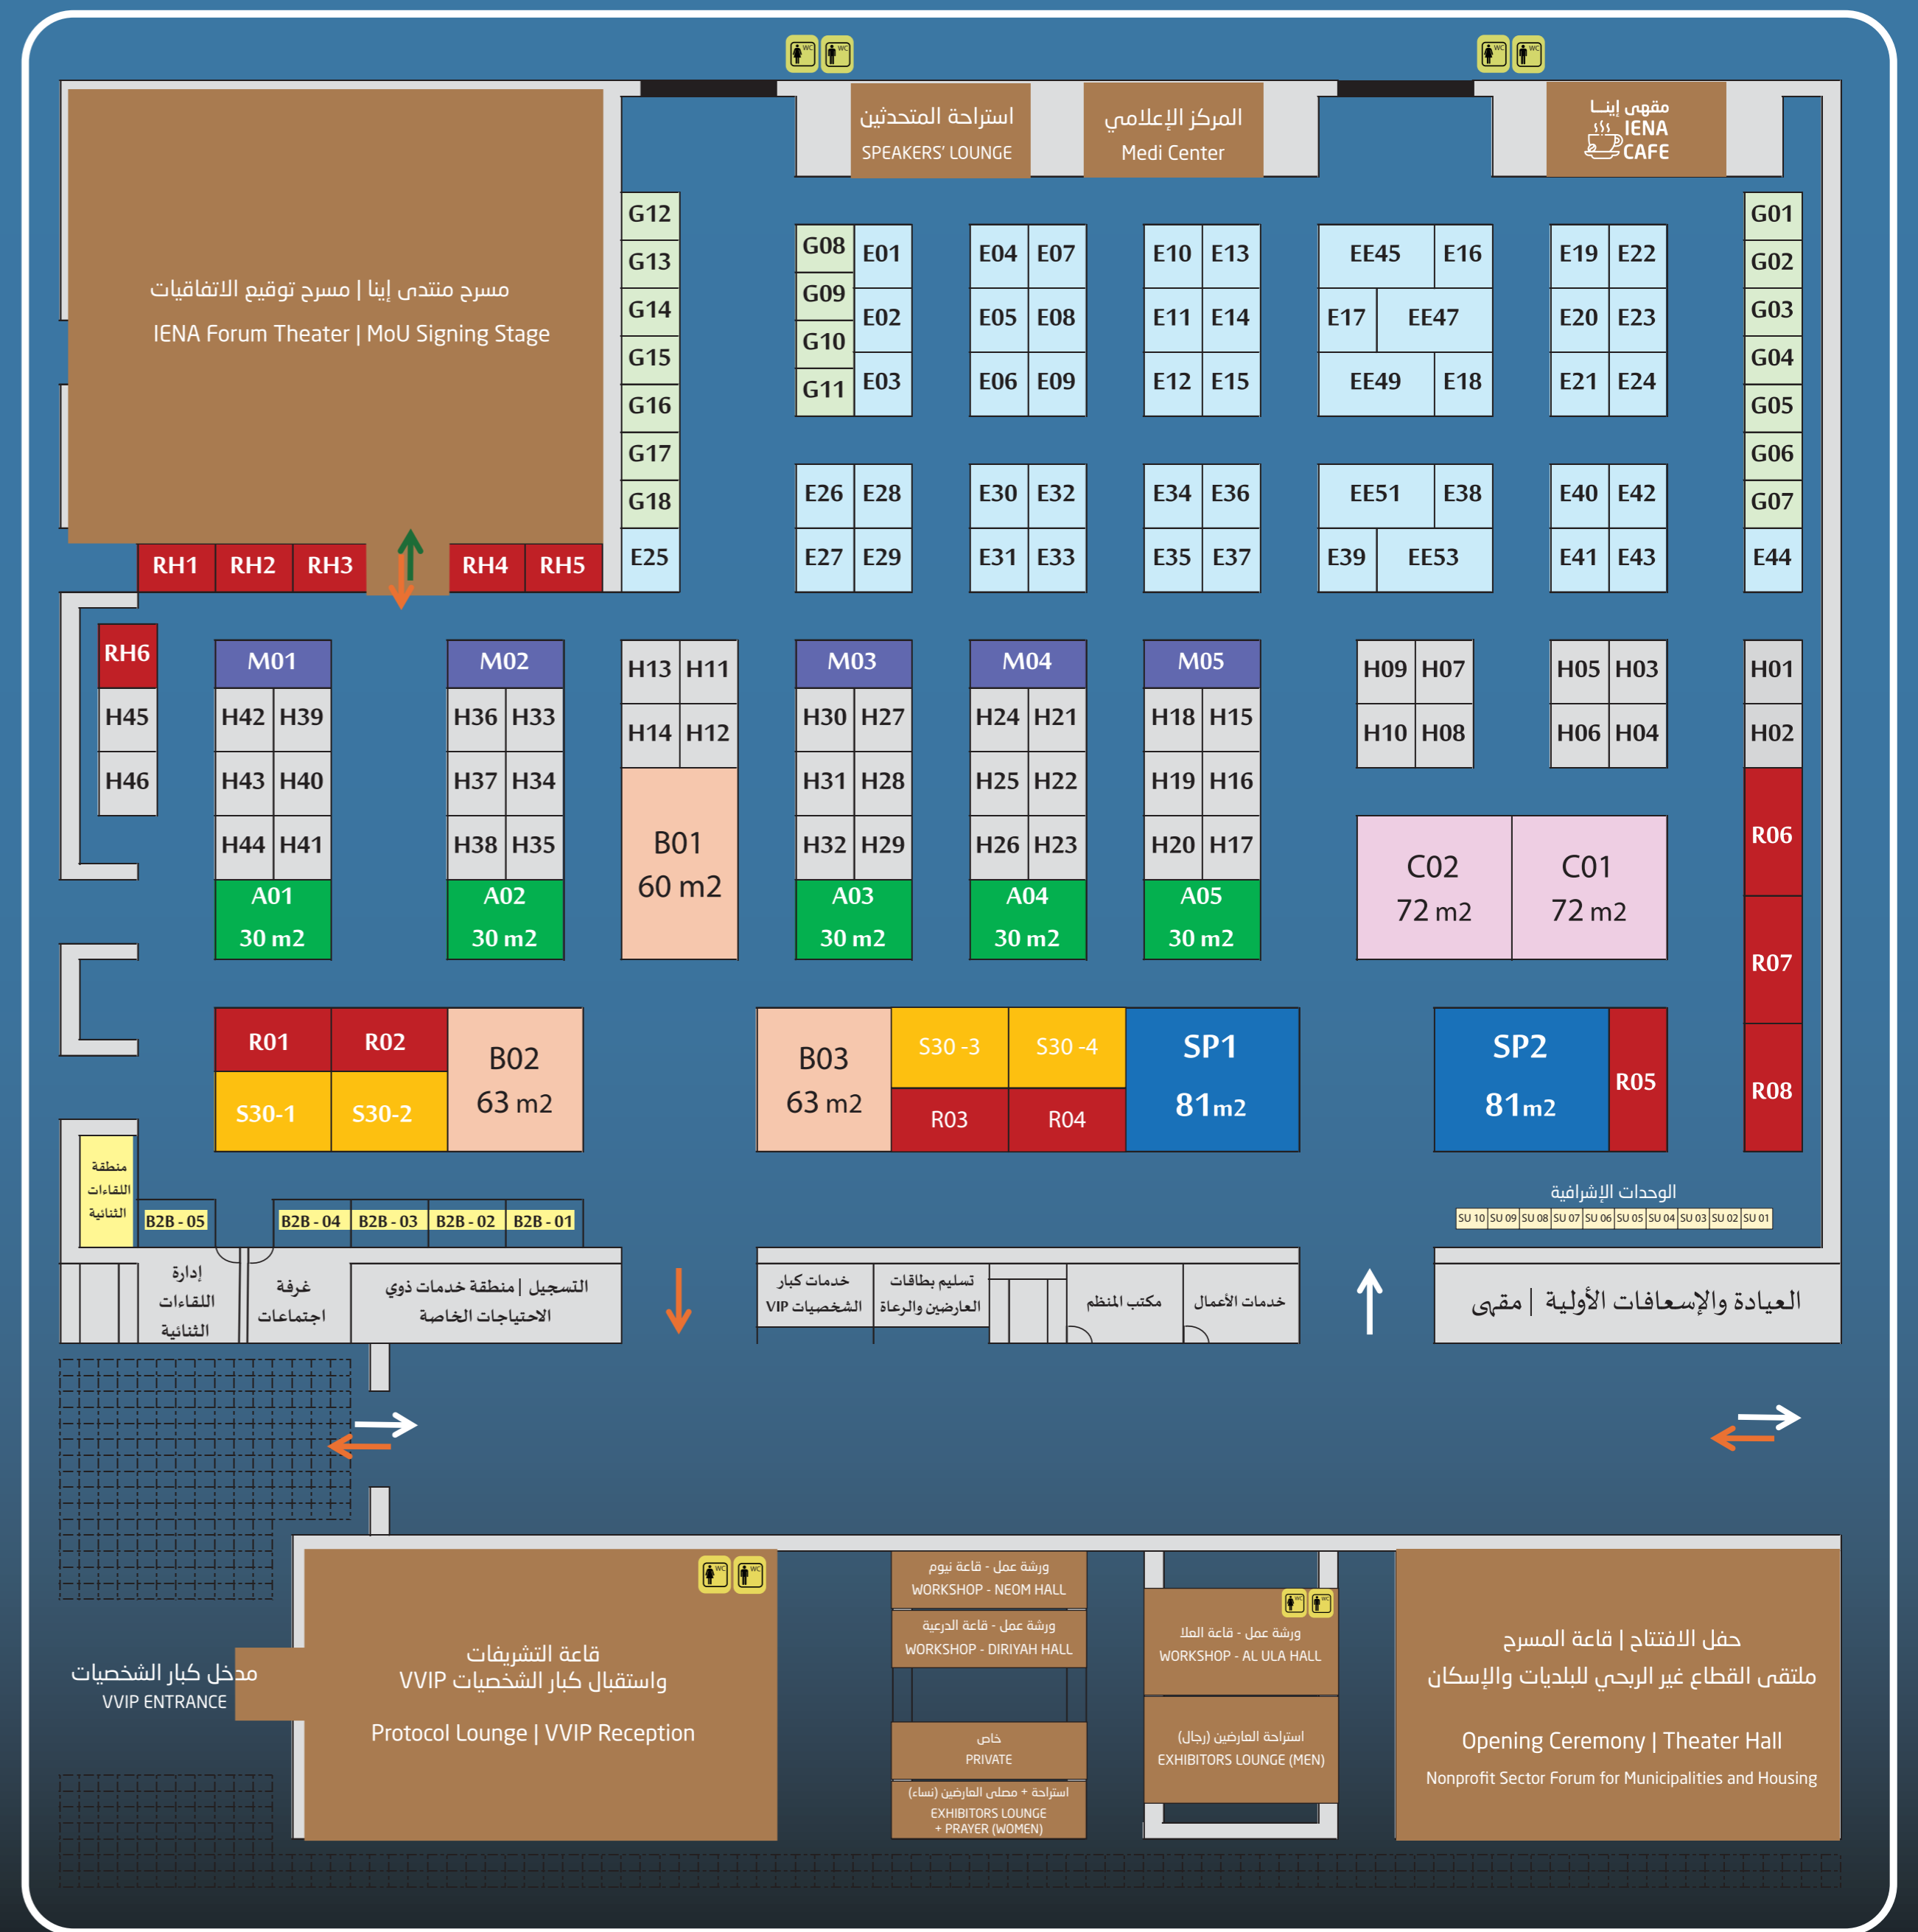 WC WC
WC WC
استراحة المتحدثين
SPEAKERS' LOUNGE
المركز الإعلامي
Medi Center
مقهى إينا
IENA
CAFE
مسرح منتدى إينا | مسرح توقيع الاتفاقيات
IENA Forum Theater | MoU Signing Stage
G12
G13
G14
G15
G16
G17
G18
E25
G08 E01
G09
E02
G10
G11 E03
E04 E07
E05 E08
E06 E09
E10 E13
E11 E14
E12 E15
EE45 E16
E17 EE47
EE49 E18
E19 E22
E20 E23
E21 E24
G01
G02
G03
G04
G05
G06
G07
E44
E26 E28
E27 E29
E30 E32
E31 E33
E34 E36
E35 E37
EE51 E38
E39 EE53
E40 E42
E41 E43
RH1 RH2 RH3 RH4 RH5
RH6
H45
H46
M01
H42 H39
H43 H40
H44 H41
A01
30 m2
M02
H36 H33
H37 H34
H38 H35
A02
30 m2
H13 H11
H14 H12
B01
60 m2
M03
H30 H27
H31 H28
H32 H29
A03
30 m2
M04
H24 H21
H25 H22
H26 H23
A04
30 m2
M05
H18 H15
H19 H16
H20 H17
A05
30 m2
H09 H07
H10 H08
H05 H03
H06 H04
H01
H02
C02
72 m2
C01
72 m2
R06
R07
R08
R01 R02
S30-1 S30-2
B02
63 m2
B03
63 m2
S30 -3 S30 -4
R03 R04
SP1
81m2
SP2
81m2
R05
منطقة
اللقاءات
الثنائية
B2B - 05 B2B - 04 B2B - 03 B2B - 02 B2B - 01
الوحدات الإشرافية
SU 10 SU 09 SU 08 SU 07 SU 06 SU 05 SU 04 SU 03 SU 02 SU 01
إدارة
اللقاءات
الثنائية
غرفة
اجتماعات
التسجيل | منطقة خدمات ذوي
الاحتياجات الخاصة
خدمات كبار
الشخصيات VIP
تسليم بطاقات
العارضين والرعاة
مكتب المنظم
خدمات الأعمال
العيادة والإسعافات الأولية | مقهى
WC WC
قاعة التشريفات
واستقبال كبار الشخصيات VVIP
Protocol Lounge | VVIP Reception
مدخل كبار الشخصيات
VVIP ENTRANCE
ورشة عمل - قاعة نيوم
WORKSHOP - NEOM HALL
ورشة عمل - قاعة الدرعية
WORKSHOP - DIRIYAH HALL
خاص
PRIVATE
استراحة + مصلى العارضين (نساء)
EXHIBITORS LOUNGE
+ PRAYER (WOMEN)
WC WC
ورشة عمل - قاعة العلا
WORKSHOP - AL ULA HALL
استراحة العارضين (رجال)
EXHIBITORS LOUNGE (MEN)
حفل الافتتاح | قاعة المسرح
ملتقى القطاع غير الربحي للبلديات والإسكان
Opening Ceremony | Theater Hall
Nonprofit Sector Forum for Municipalities and Housing